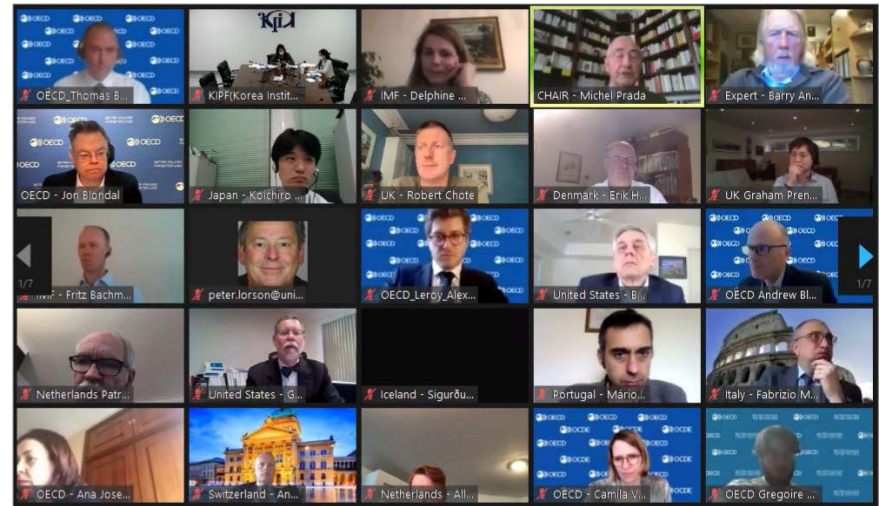 OECD_Thomas B...
KIPF(Korea Instit...
IMF - Delphine ...
CHAIR - Michel Prada
Expert - Barry An...
OECD - Jon Blondal
Japan - Koichiro ...
UK - Robert Chote
Denmark - Erik H...
UK Graham Pren...
1/7
IMF - Fritz Bachm...
peter.lorson@uni...
OECD_Leroy_Alex...
United States - B...
OECD Andrew Bl...
1/7
Netherlands Patr...
United States - G...
Iceland - Sigurðu...
Portugal - Mário...
Italy - Fabrizio M...
OECD - Ana Jose...
Switzerland - An...
Netherlands - All...
OECD - Camila V...
OECD Gregoire ...